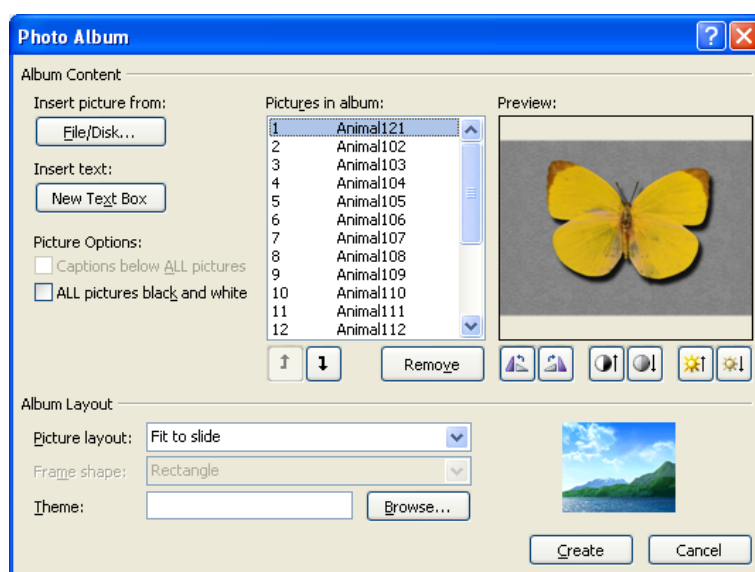 Photo Album
Album Content
Insert picture from:
File/Disk...
Insert text:
New Text Box
Picture Options:
Captions below ALL pictures
ALL pictures black and white
Pictures in album:
1 Animal121
2 Animal102
3 Animal103
4 Animal104
5 Animal105
6 Animal106
7 Animal107
8 Animal108
9 Animal109
10 Animal110
11 Animal111
12 Animal112
Remove
Preview:
Album Layout
Picture layout: Fit to slide
Frame shape: Rectangle
Theme: Browse...
Create Cancel